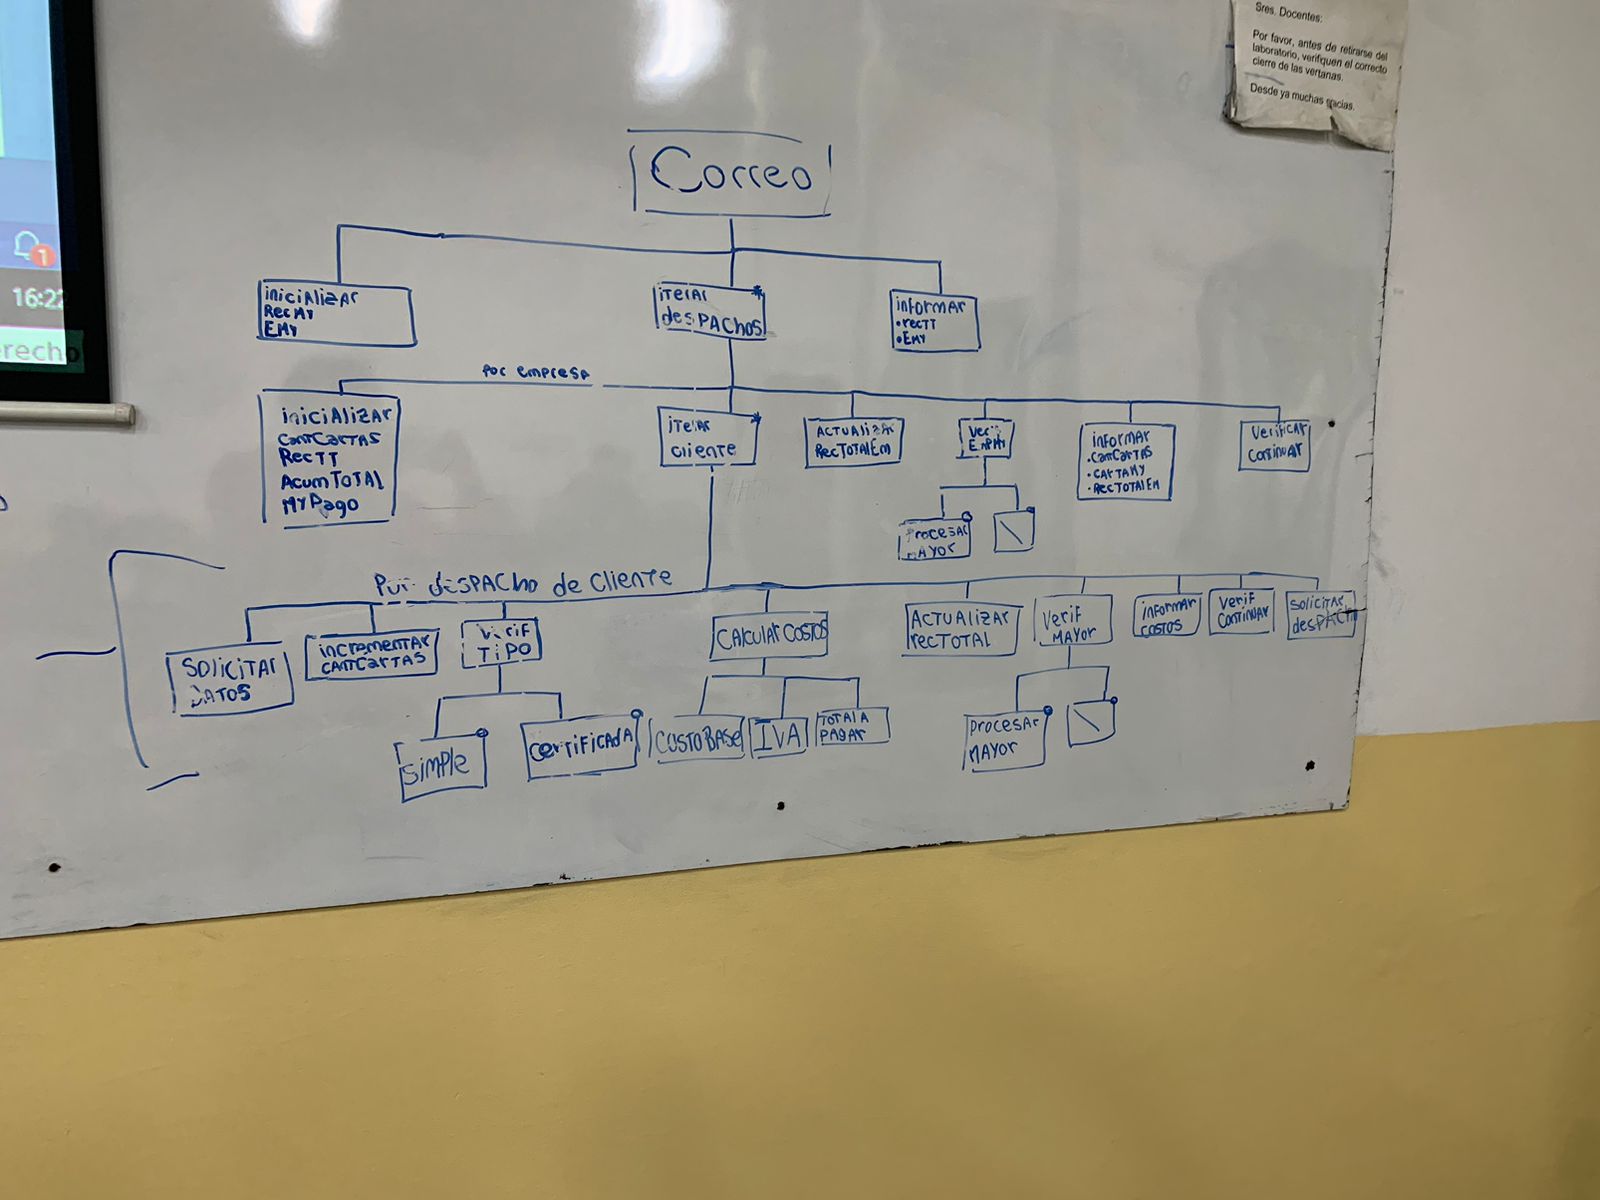 Sres. Docentes:
Por favor, antes de retirarse del
laboratorio, verifiquen el correcto
cierre de las ventanas.
Desde ya muchas gracias.
1
16:22
erecho
Correo
iniciAlizAr
RecMy
EMy
iTerAr
desPAChos
informAr
•recTT
•EMy
Por empresa
iniciAlizAr
CantCartas
RecTT
AcumTOTAL
MyPago
iTerAr
cliente
ACTUAlizAr
RecTOTAlEm
informAr
•CantCartas
•CARTAMy
•RecTOTAlEm
Verificar
Continuar
Procesar
MAYOR
Por desPACho de Cliente
SOliciTAr
DATOS
incrementAr
CantCartas
Verif
TiPO
CAlculAr COSTOS
ACTUAlizAr
recTOTAL
Verif
MAYOR
informAr
COSTOS
Verif
Continuar
Solicitar
desPACho
Simple
CerTificAdA
COSTO BASe
IVA
TOTAl A
PAGAR
Procesar
MAYOR